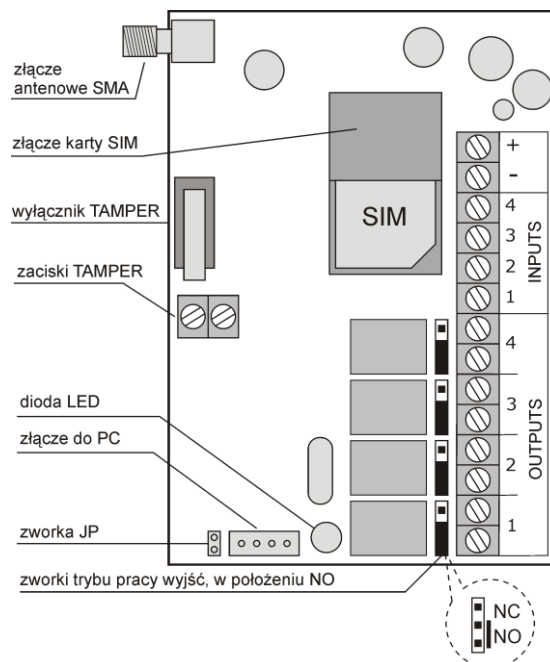 złącze
antenowe SMA
złącze karty SIM
wyłącznik TAMPER
zaciski TAMPER
dioda LED
złącze do PC
zworka JP
zworki trybu pracy wyjść, w położeniu NO
SIM
+
-
4
3
2
1
INPUTS
4
3
2
1
OUTPUTS
NC
NO